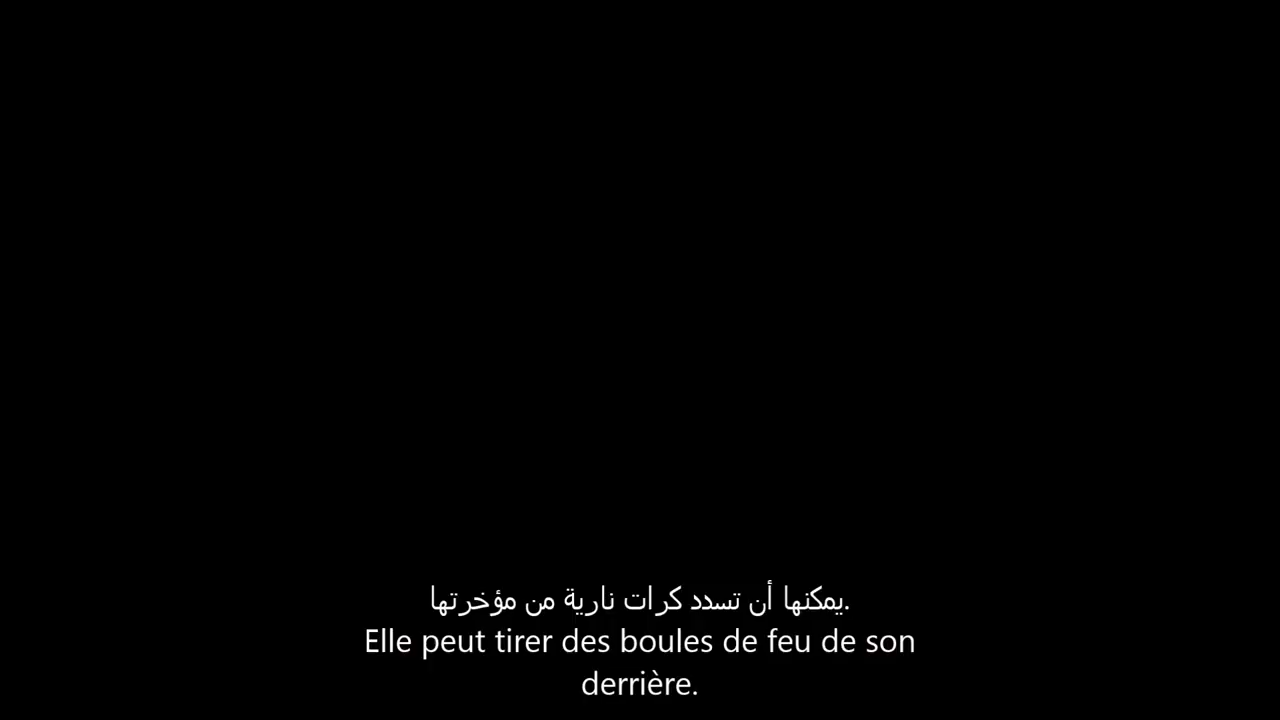 يمكنها أن تسدد كرات نارية من مؤخرتها.
Elle peut tirer des boules de feu de son
derrière.